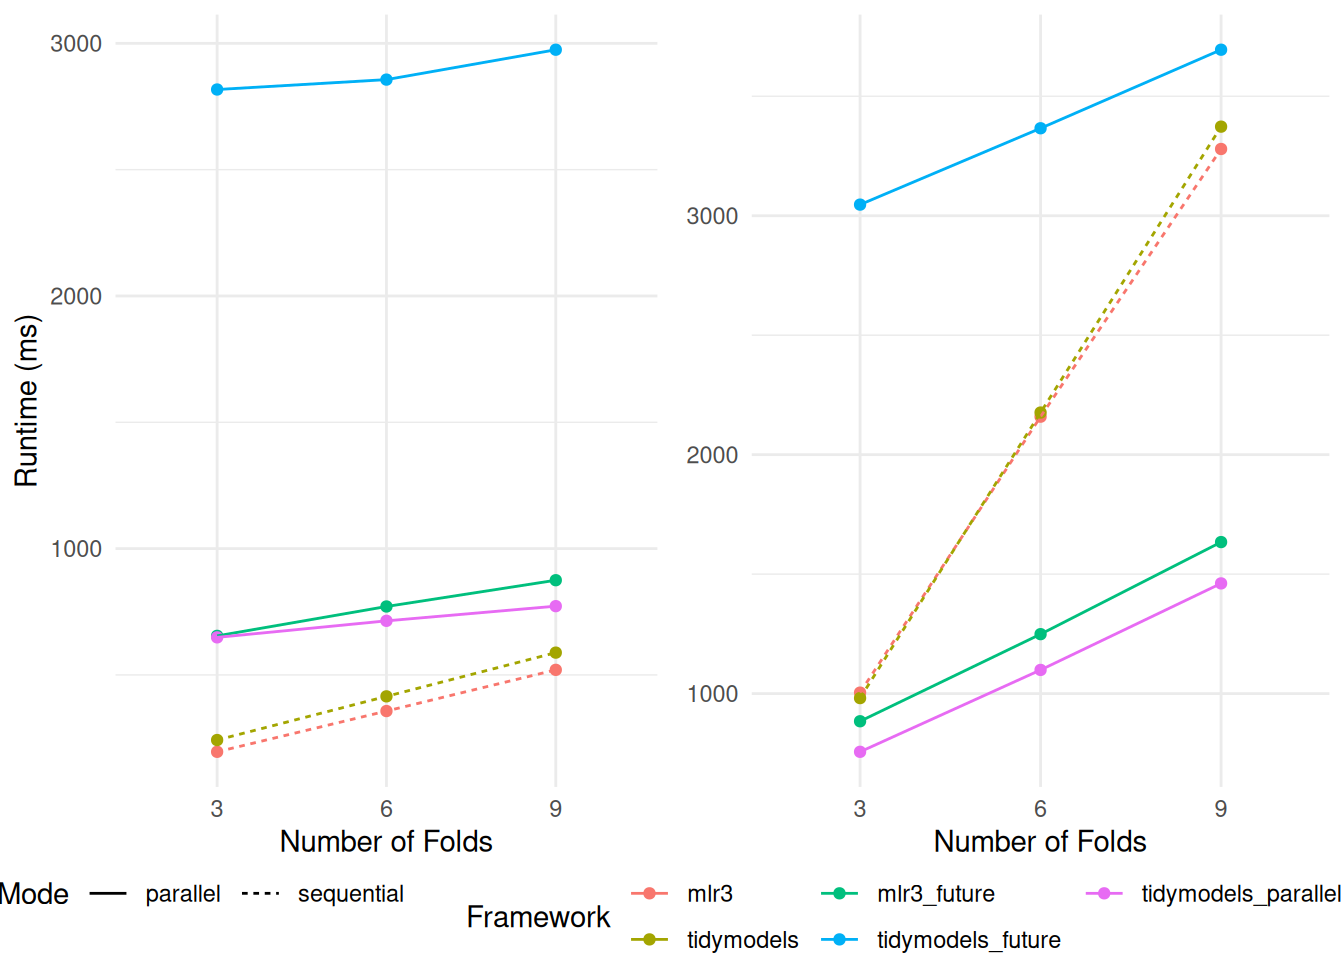 3000
2000
1000
Runtime (ms)
3 6 9
Number of Folds
3000
2000
1000
3 6 9
Number of Folds
Mode parallel sequential
Framework
mlr3 mlr3_future tidymodels_parallel
tidymodels tidymodels_future